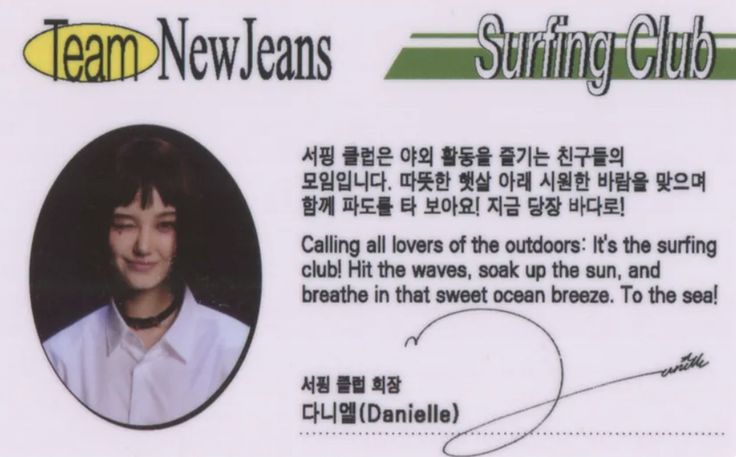 Team NewJeans
Surfing Club
서핑 클럽은 야외 활동을 즐기는 친구들의
모임입니다. 따뜻한 햇살 아래 시원한 바람을 맞으며
함께 파도를 타 보아요! 지금 당장 바다로!
Calling all lovers of the outdoors: It's the surfing
club! Hit the waves, soak up the sun, and
breathe in that sweet ocean breeze. To the sea!
서핑 클럽 회장
다니엘(Danielle)